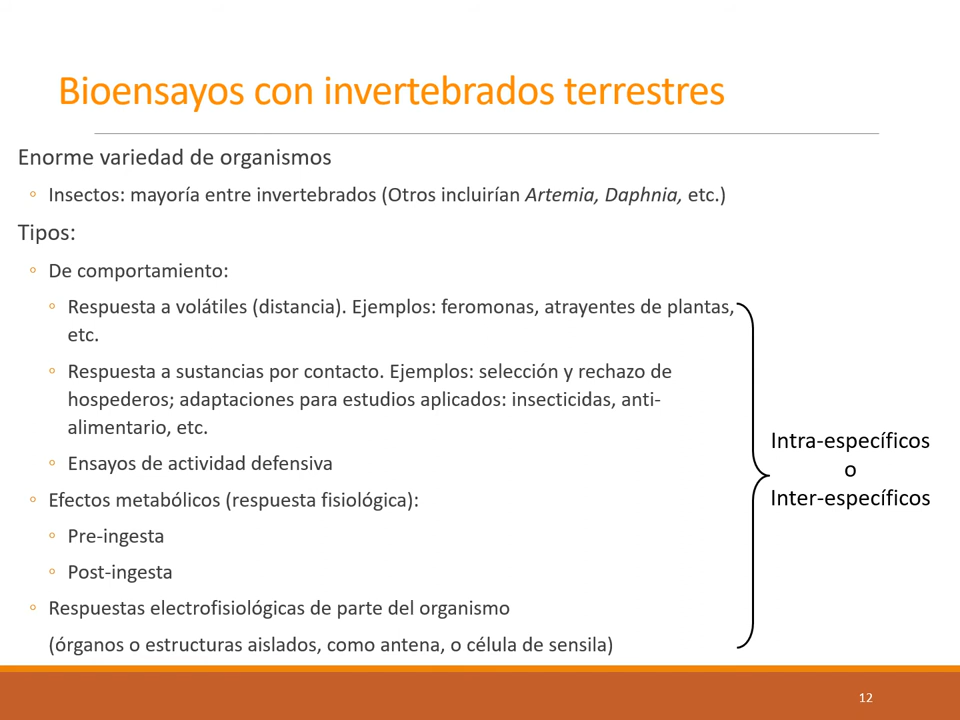 Bioensayos con invertebrados terrestres
Enorme variedad de organismos
◦ Insectos: mayoría entre invertebrados (Otros incluirían Artemia, Daphnia, etc.)
Tipos:
◦ De comportamiento:
◦ Respuesta a volátiles (distancia). Ejemplos: feromonas, atrayentes de plantas,
etc.
◦ Respuesta a sustancias por contacto. Ejemplos: selección y rechazo de
hospederos; adaptaciones para estudios aplicados: insecticidas, anti-
alimentario, etc.
◦ Ensayos de actividad defensiva
◦ Efectos metabólicos (respuesta fisiológica):
◦ Pre-ingesta
◦ Post-ingesta
◦ Respuestas electrofisiológicas de parte del organismo
(órganos o estructuras aislados, como antena, o célula de sensila)
Intra-específicos
o
Inter-específicos
12